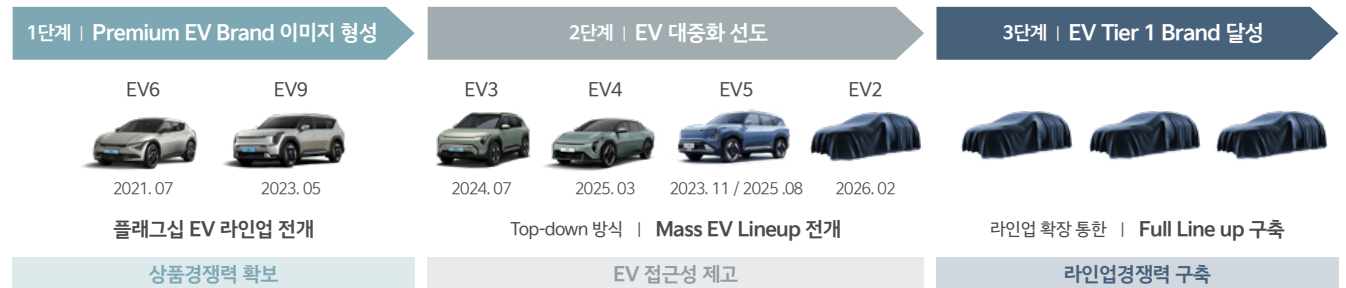 1단계 | Premium EV Brand 이미지 형성
2단계 | EV 대중화 선도
3단계 | EV Tier 1 Brand 달성
EV6
EV9
EV3
EV4
EV5
EV2
2021. 07
2023. 05
2024. 07
2025. 03
2023. 11 / 2025 .08
2026. 02
플래그십 EV 라인업 전개
Top-down 방식 | Mass EV Lineup 전개
라인업 확장 통한 | Full Line up 구축
상품경쟁력 확보
EV 접근성 제고
라인업경쟁력 구축